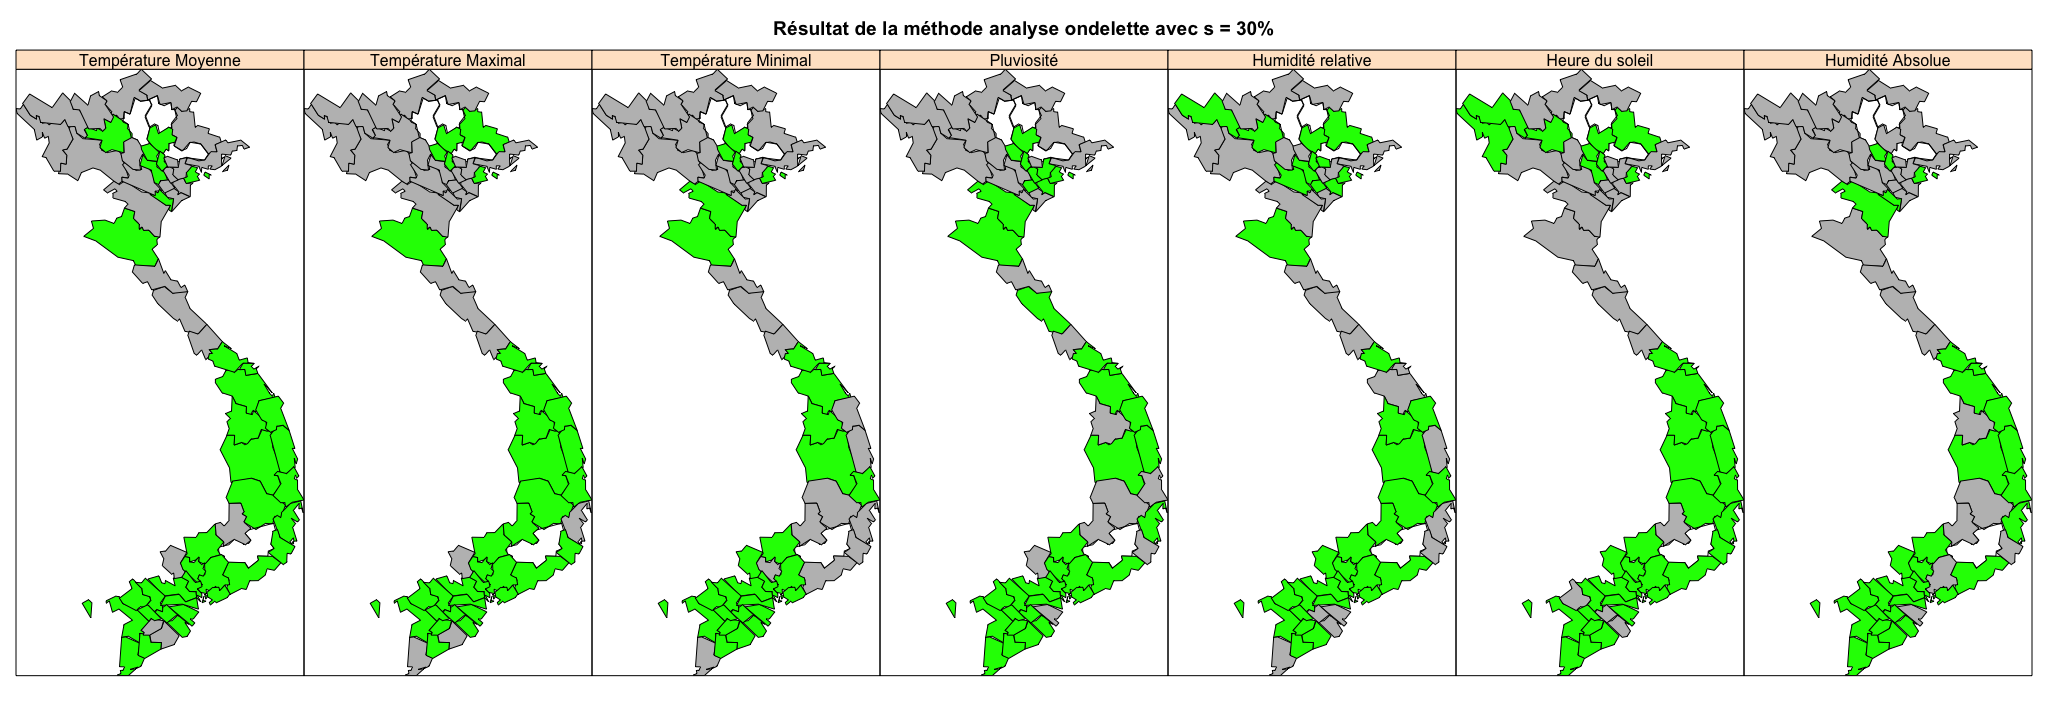 Résultat de la méthode analyse ondelette avec s = 30%
Température Moyenne
Température Maximal
Température Minimal
Pluviosité
Humidité relative
Heure du soleil
Humidité Absolue